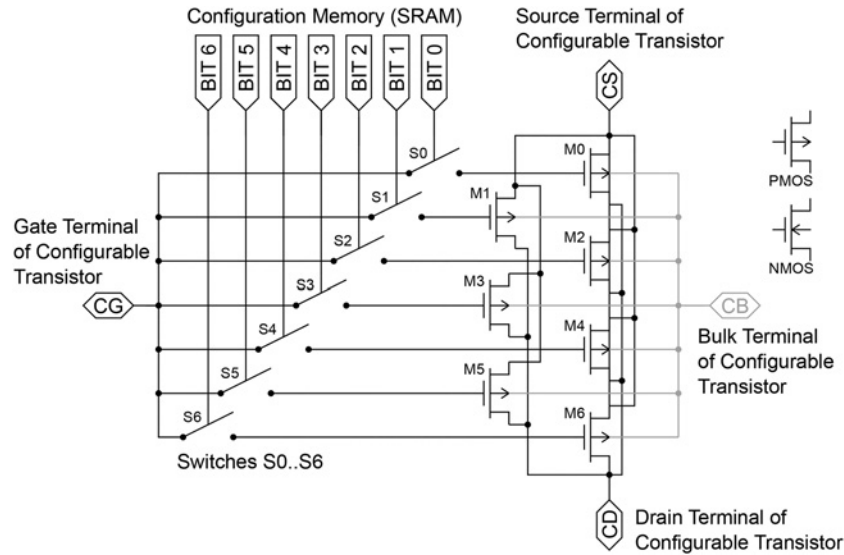 Configuration Memory (SRAM)
BIT 6
BIT 5
BIT 4
BIT 3
BIT 2
BIT 1
BIT 0
Source Terminal of
Configurable Transistor
CS
S0
S1
S2
S3
S4
S5
S6
M0
M1
M2
M3
M4
M5
M6
PMOS
NMOS
Gate Terminal
of Configurable
Transistor
CG
CB
Bulk Terminal
of Configurable
Transistor
Switches S0..S6
CD
Drain Terminal of
Configurable Transistor